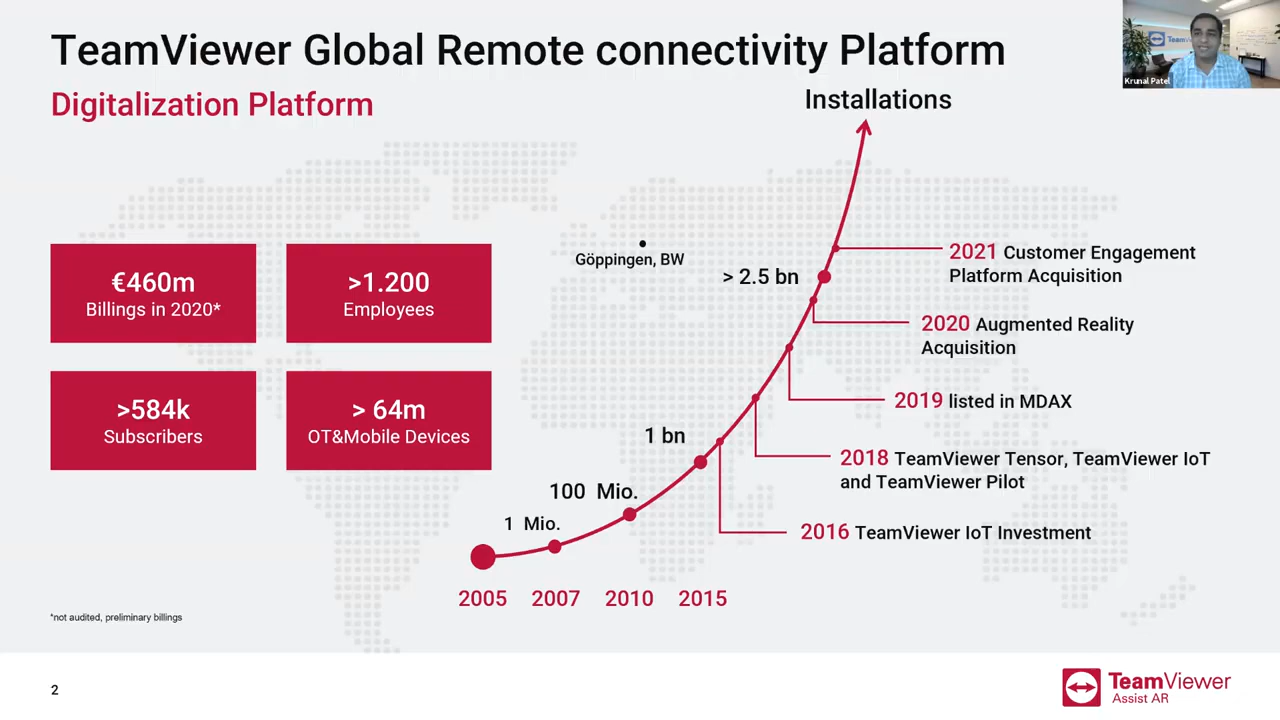 TeamViewer Global Remote connectivity Platform
Digitalization Platform
Installations
Krunal Patel
€460m
Billings in 2020*
>1.200
Employees
>584k
Subscribers
> 64m
OT&Mobile Devices
Göppingen, BW
> 2.5 bn
1 bn
100 Mio.
1 Mio.
2021 Customer Engagement
Platform Acquisition
2020 Augmented Reality
Acquisition
2019 listed in MDAX
2018 TeamViewer Tensor, TeamViewer IoT
and TeamViewer Pilot
2016 TeamViewer IoT Investment
2005 2007 2010 2015
*not audited, preliminary billings
2
TeamViewer
Assist AR